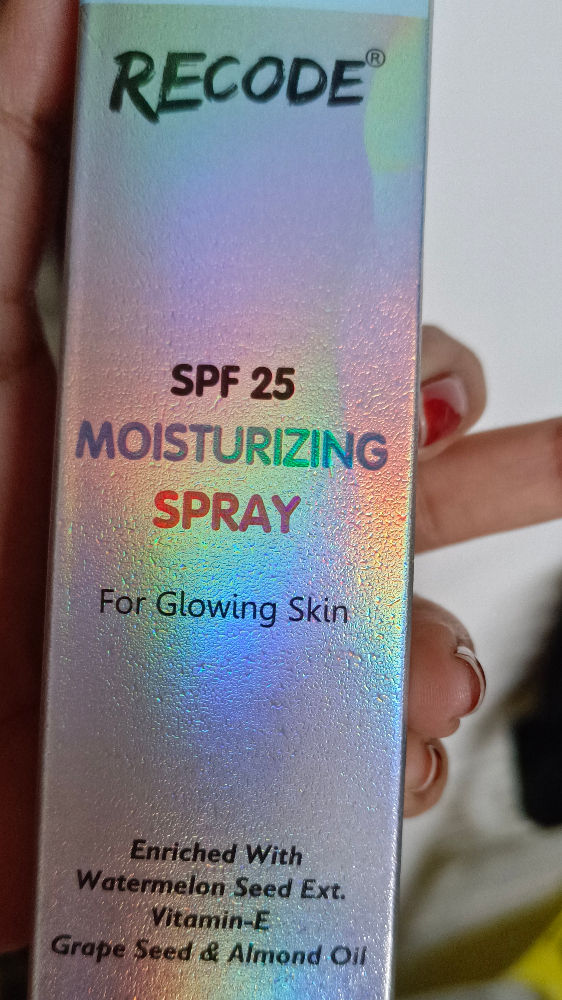 RECODE®
SPF 25
MOISTURIZING
SPRAY
For Glowing Skin
Enriched With
Watermelon Seed Ext.
Vitamin-E
Grape Seed & Almond Oil